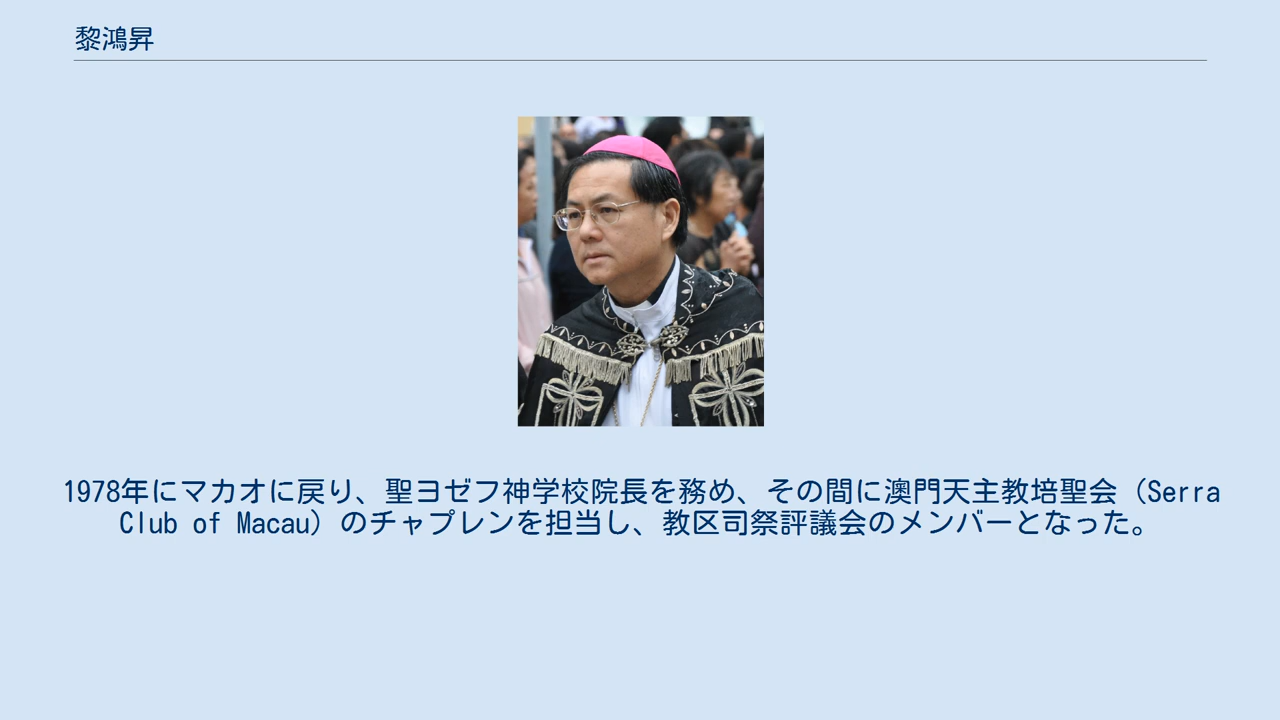 黎鴻昇
1978年にマカオに戻り、聖ヨゼフ神学校院長を務め、その間に澳門天主教培聖会（Serra
Club of Macau）のチャプレンを担当し、教区司祭評議会のメンバーとなった。